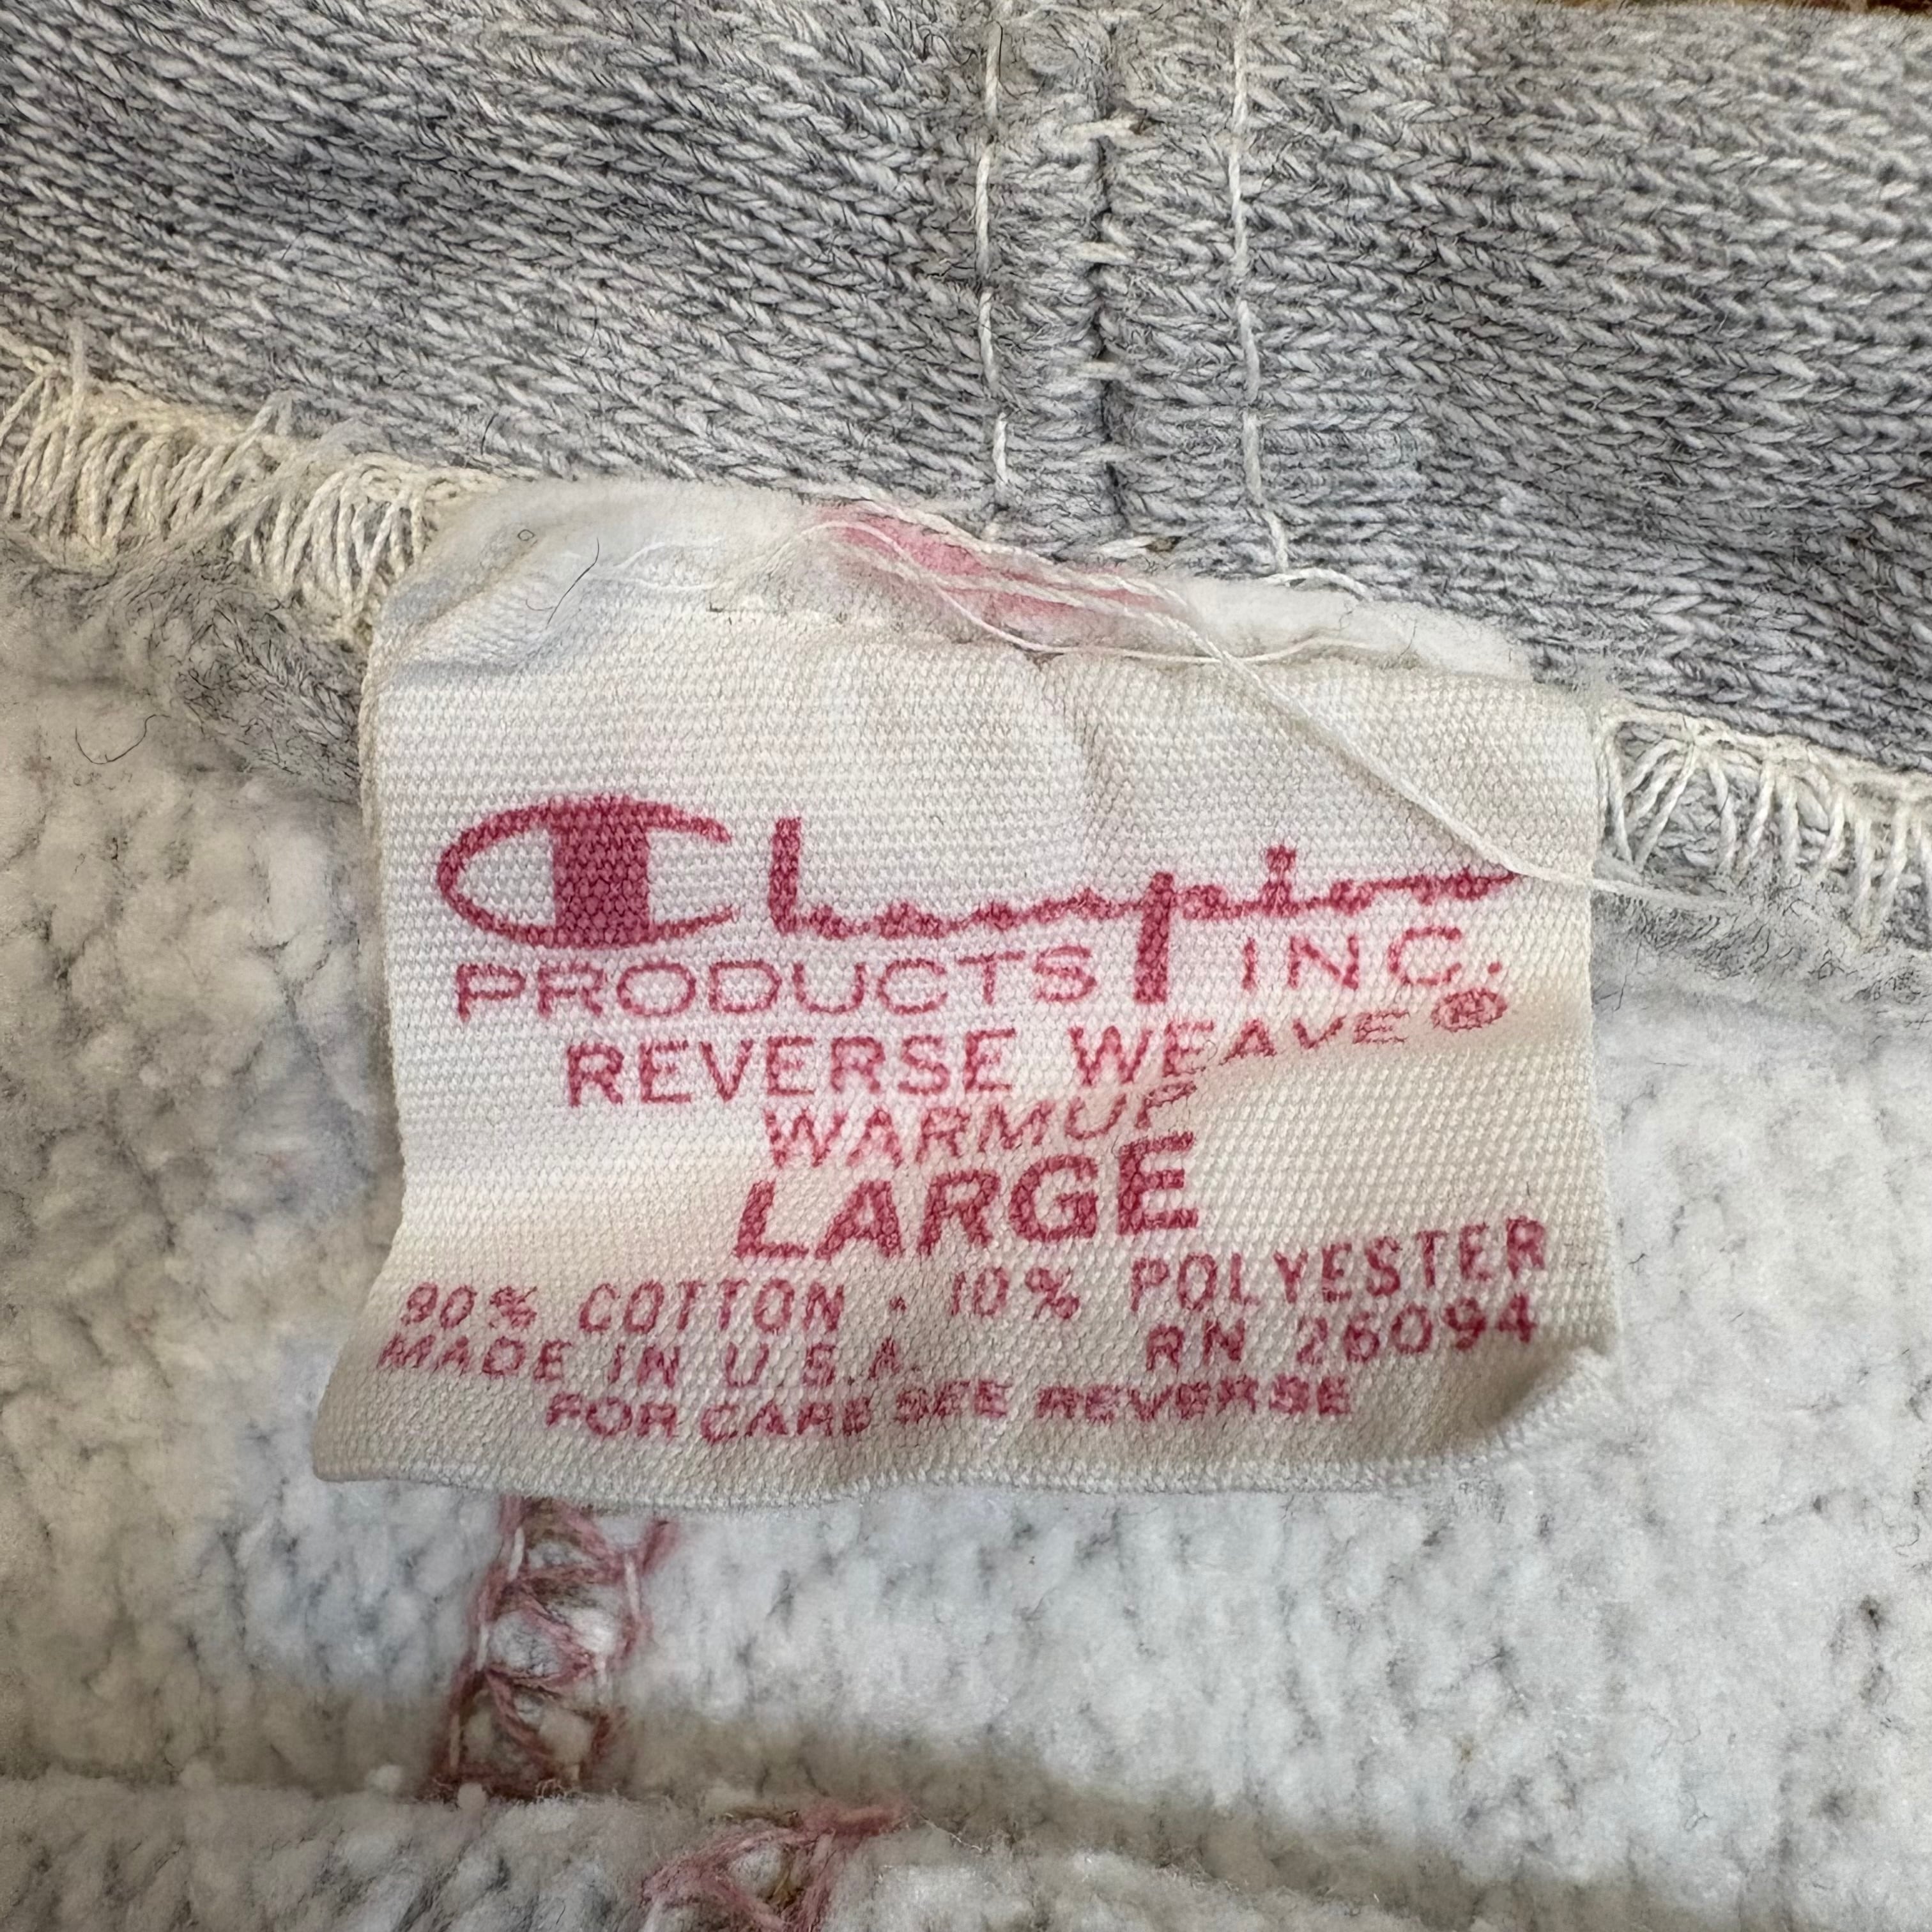 Champion
PRODUCTS INC.
REVERSE WEAVE®
WARMUP
LARGE
90% COTTON · 10% POLYESTER
MADE IN U.S.A. RN 26094
FOR CARE SEE REVERSE